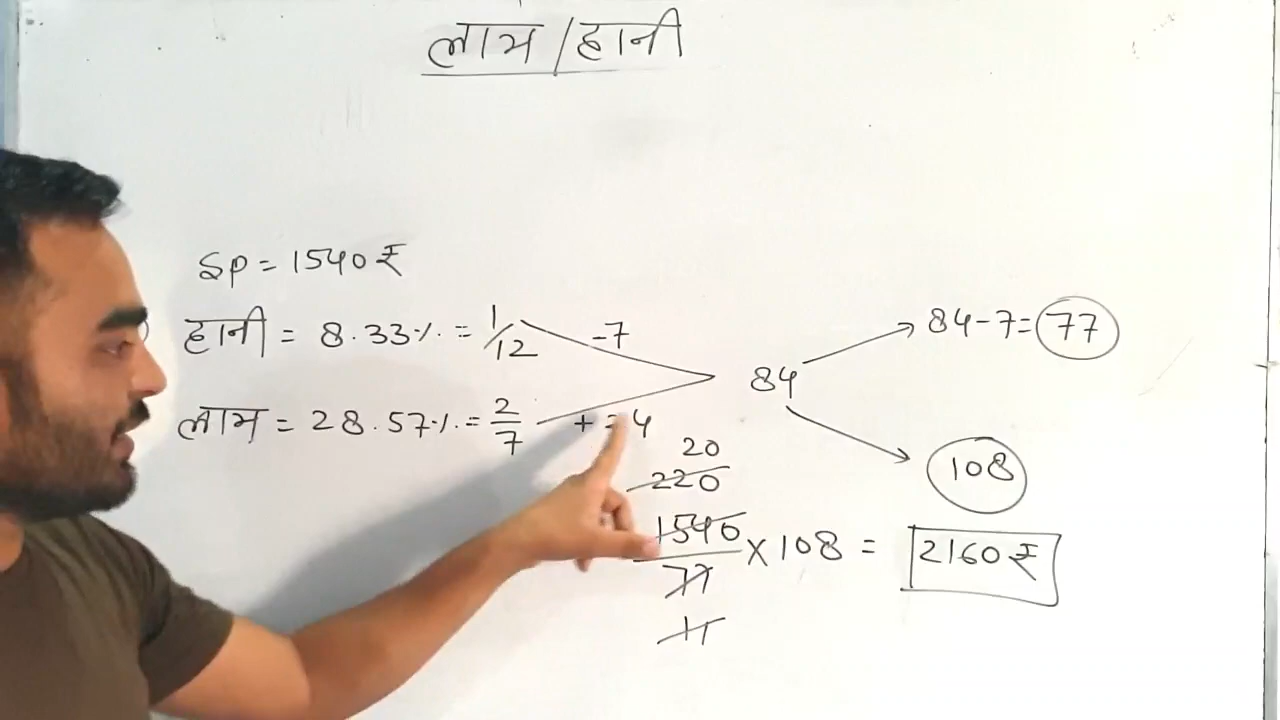 लाभ/हानी
SP = 1540 ₹
हानी = 8.33% = 1/12 -7
84-7= 77
84
लाभ = 28.57% = 2/7 + = 4
108
20
220
1540/77 × 108 = 2160 ₹
11